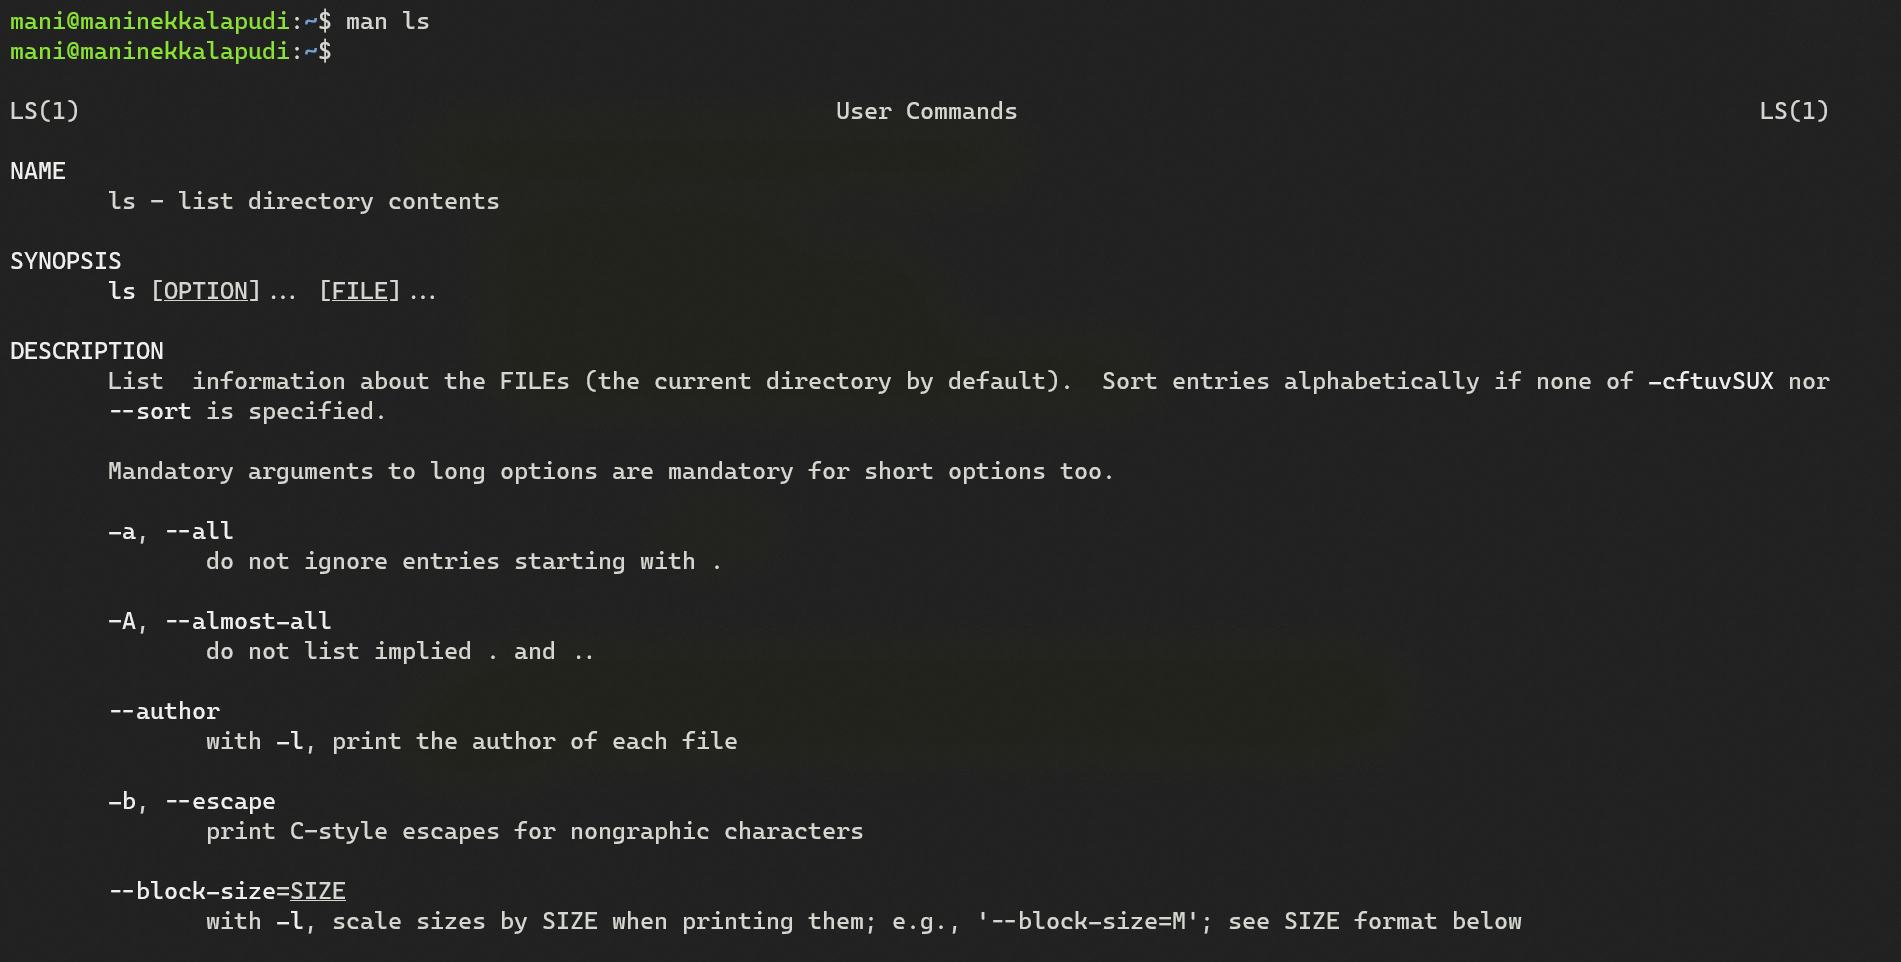 mani@maninekkalapudi:~$ man ls
mani@maninekkalapudi:~$
LS(1) User Commands LS(1)
NAME
ls - list directory contents
SYNOPSIS
ls [OPTION]... [FILE]...
DESCRIPTION
List  information about the FILEs (the current directory by default).  Sort entries alphabetically if none of -cftuvSUX nor
--sort is specified.
Mandatory arguments to long options are mandatory for short options too.
-a, --all
do not ignore entries starting with .
-A, --almost-all
do not list implied . and ..
--author
with -l, print the author of each file
-b, --escape
print C-style escapes for nongraphic characters
--block-size=SIZE
with -l, scale sizes by SIZE when printing them; e.g., '--block-size=M'; see SIZE format below